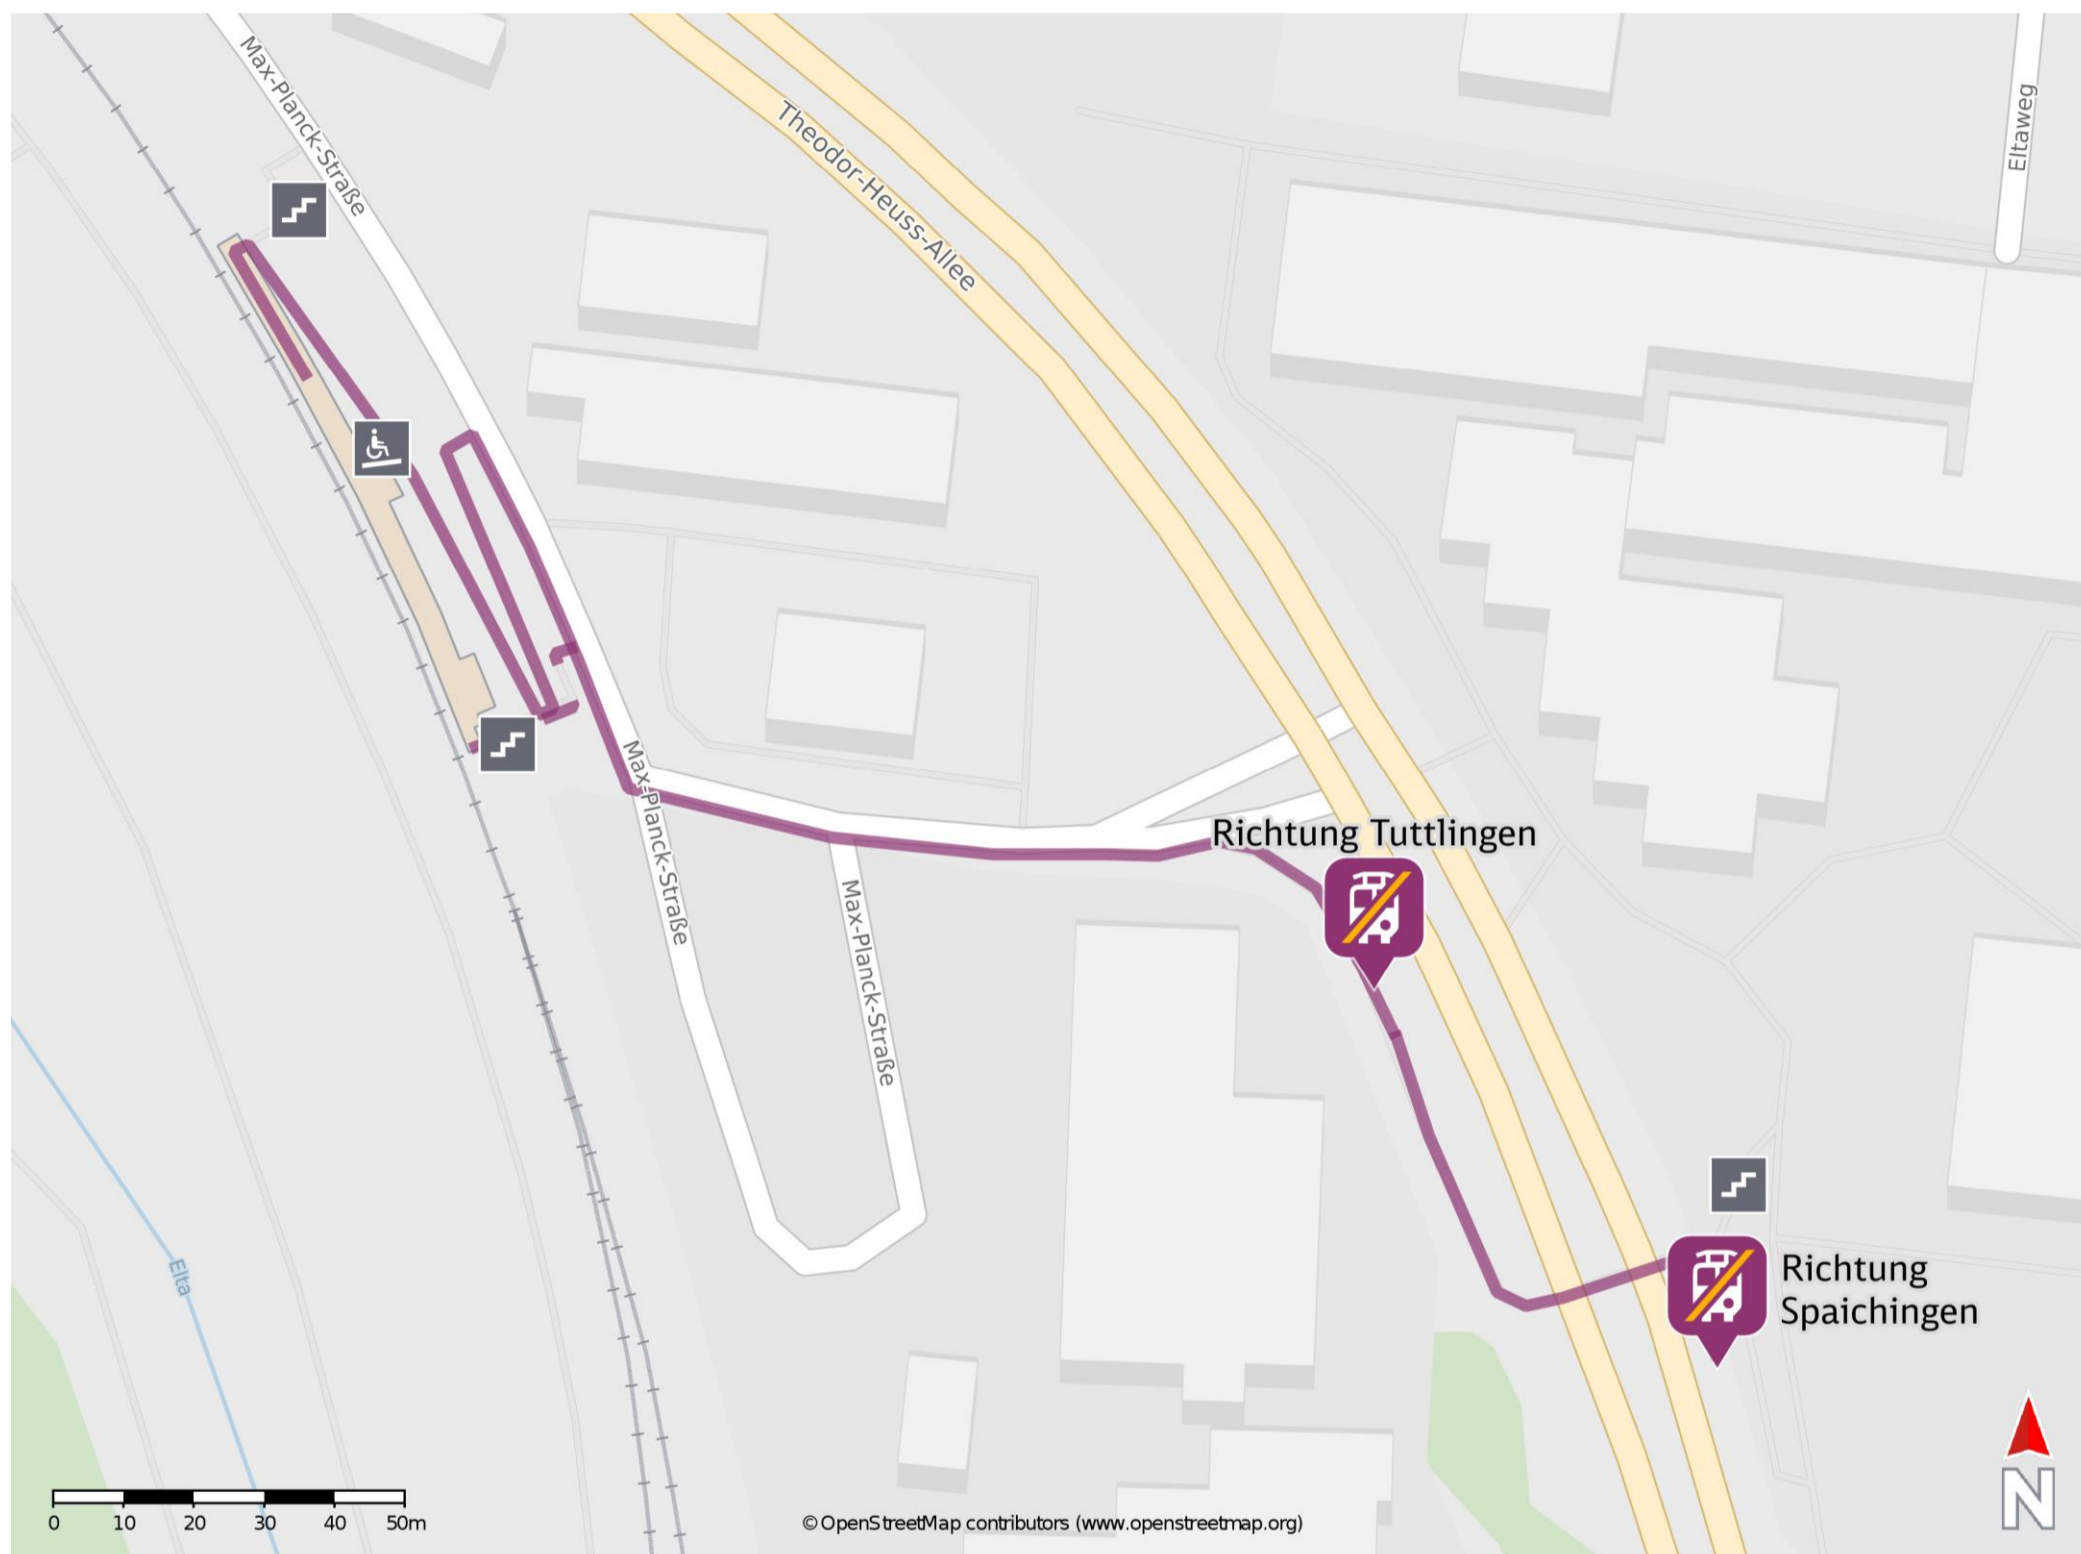 Max-Planck-Straße
Theodor-Heuss-Allee
Eltaweg
Max-Planck-Straße
Richtung Tuttlingen
Max-Planck-Straße
Elta
Richtung
Spaichingen
N
0 10 20 30 40 50m
© OpenStreetMap contributors (www.openstreetmap.org)